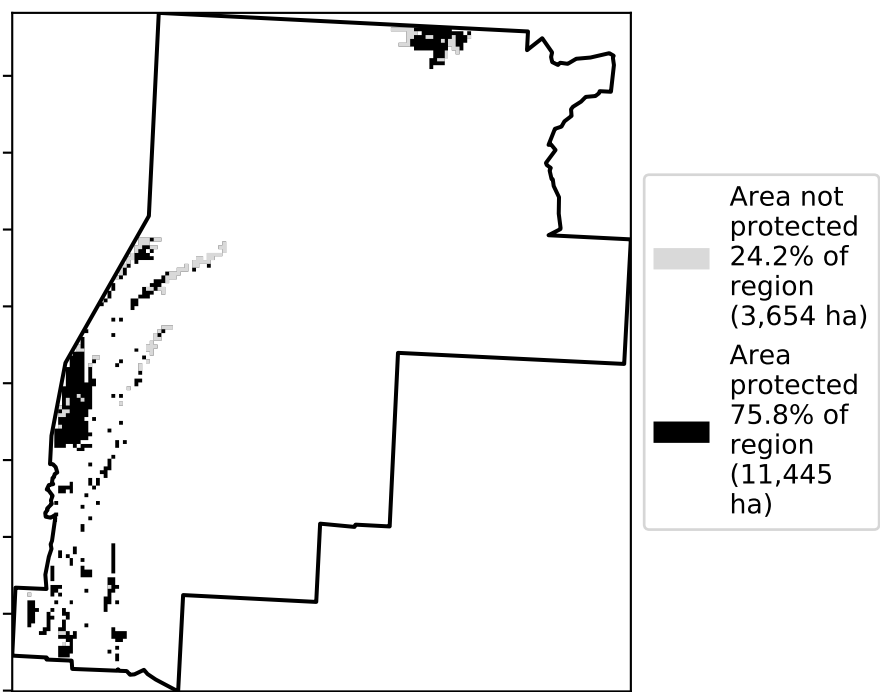 Area not
protected
24.2% of
region
(3,654 ha)
Area
protected
75.8% of
region
(11,445
ha)